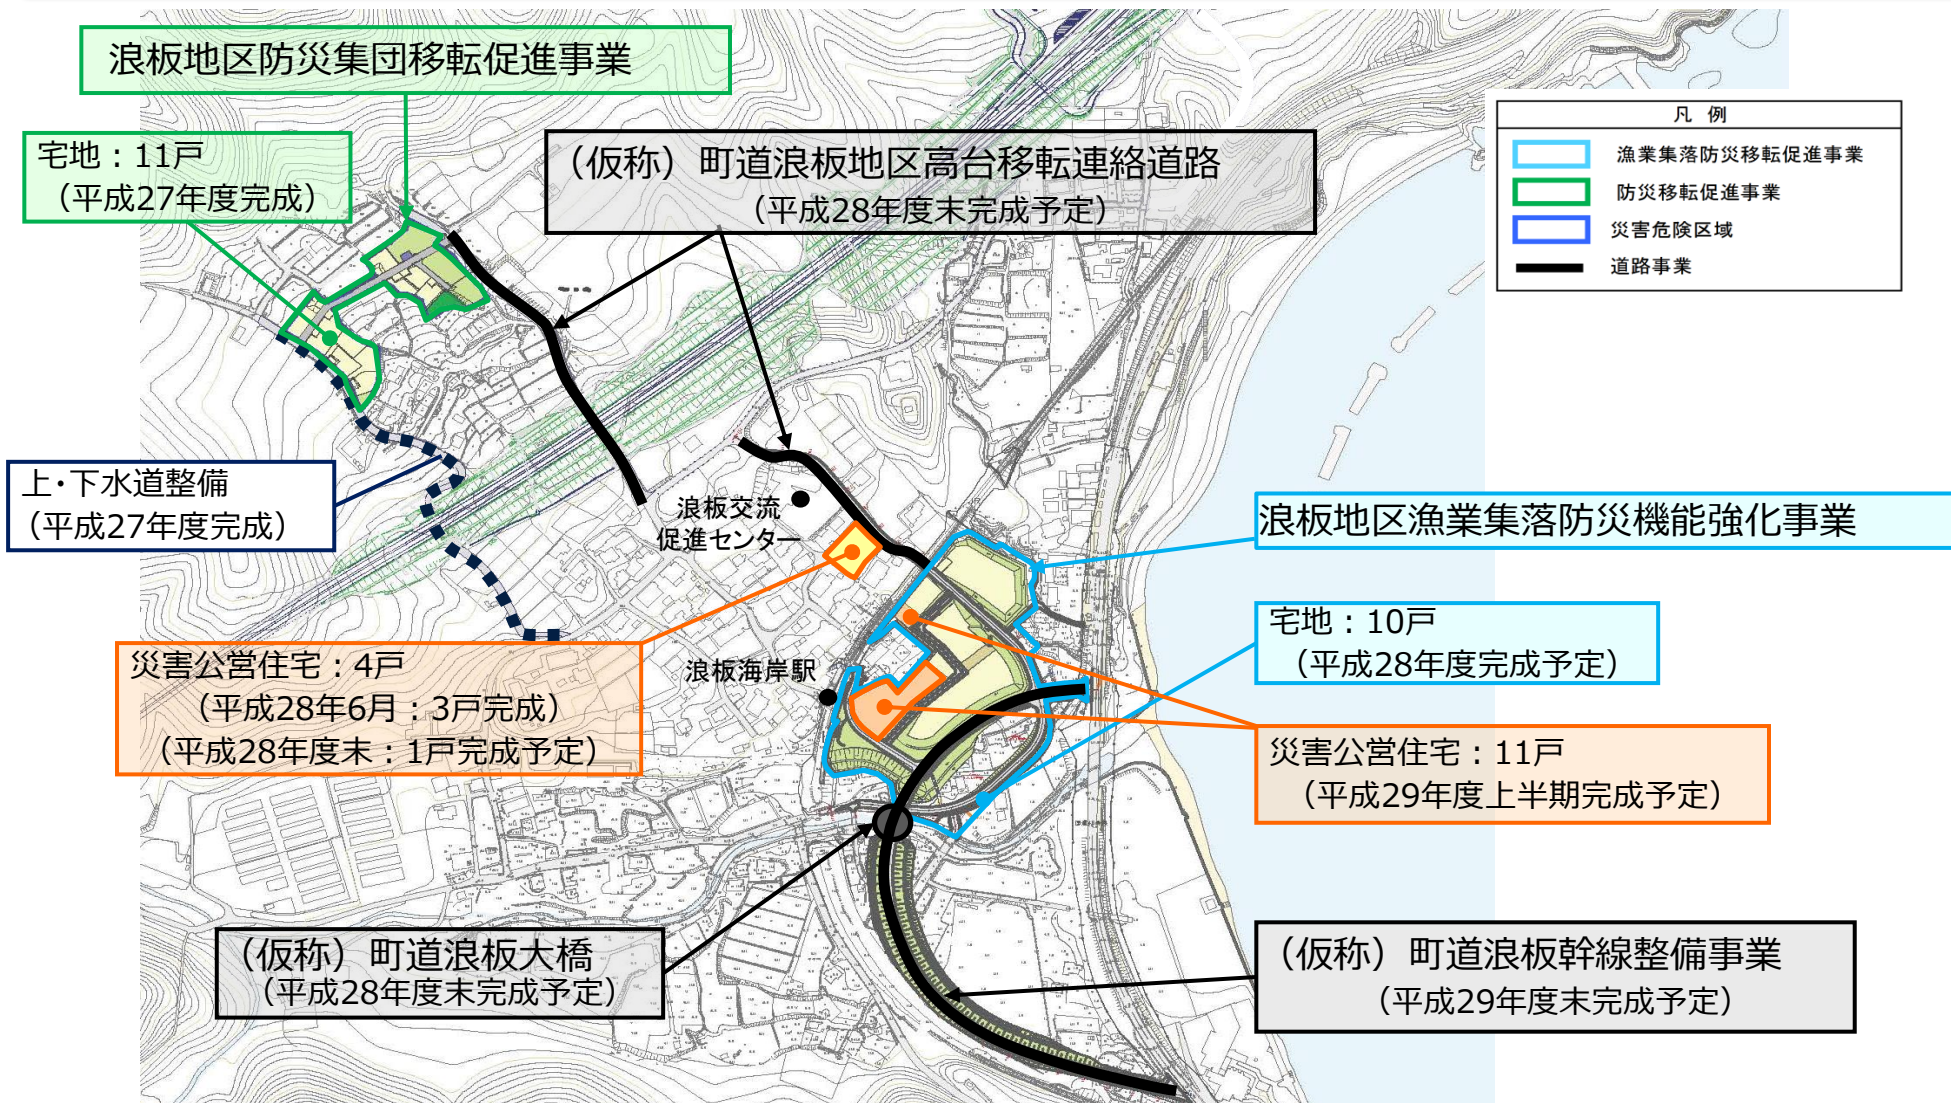 浪板地区防災集団移転促進事業
宅地：11戸
（平成27年度完成）
（仮称）町道浪板地区高台移転連絡道路
（平成28年度末完成予定）
凡 例
漁業集落防災移転促進事業
防災移転促進事業
災害危険区域
道路事業
上・下水道整備
（平成27年度完成）
浪板交流
促進センター
浪板地区漁業集落防災機能強化事業
宅地：10戸
（平成28年度完成予定）
災害公営住宅：4戸
（平成28年6月：3戸完成）
（平成28年度末：1戸完成予定）
浪板海岸駅
災害公営住宅：11戸
（平成29年度上半期完成予定）
（仮称）町道浪板大橋
（平成28年度末完成予定）
（仮称）町道浪板幹線整備事業
（平成29年度末完成予定）